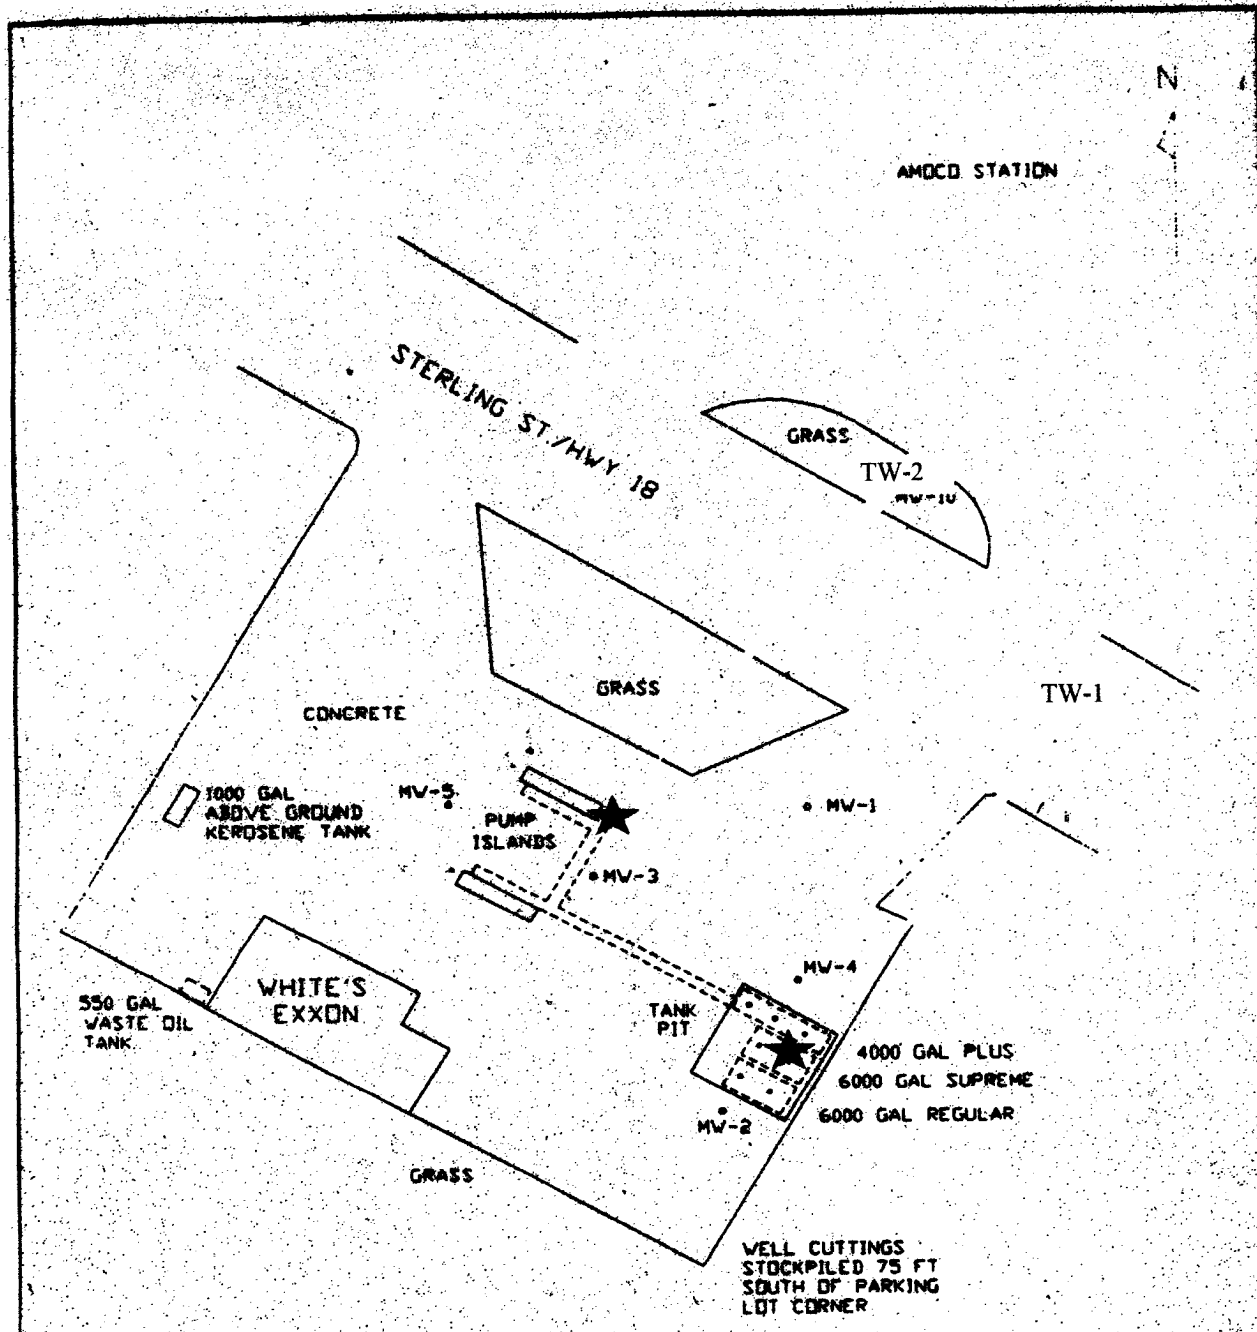 N
AMOCO STATION
STERLING ST./HWY 18
GRASS
TW-2
MW-10
GRASS
TW-1
CONCRETE
1000 GAL
ABOVE GROUND
KEROSENE TANK
MW-5
PUMP
ISLANDS
MW-1
MW-3
WHITE'S
EXXON
550 GAL
WASTE OIL
TANK
MW-4
TANK
PIT
4000 GAL PLUS
6000 GAL SUPREME
6000 GAL REGULAR
MW-2
GRASS
WELL CUTTINGS
STOCKPILED 75 FT
SOUTH OF PARKING
LOT CORNER